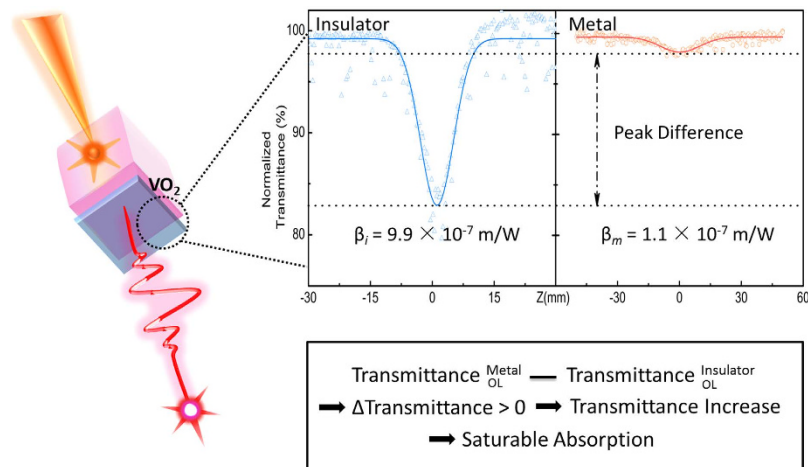 Insulator
Metal
100
90
80
Normalized
Transmittance (%)
Peak Difference
VO₂
βᵢ = 9.9 × 10⁻⁷ m/W
βₘ = 1.1 × 10⁻⁷ m/W
-30 -15 0 15 Z(mm) -30 0 30 60
Transmittance Metal OL — Transmittance Insulator OL
➡ ΔTransmittance > 0 ➡ Transmittance Increase
➡ Saturable Absorption